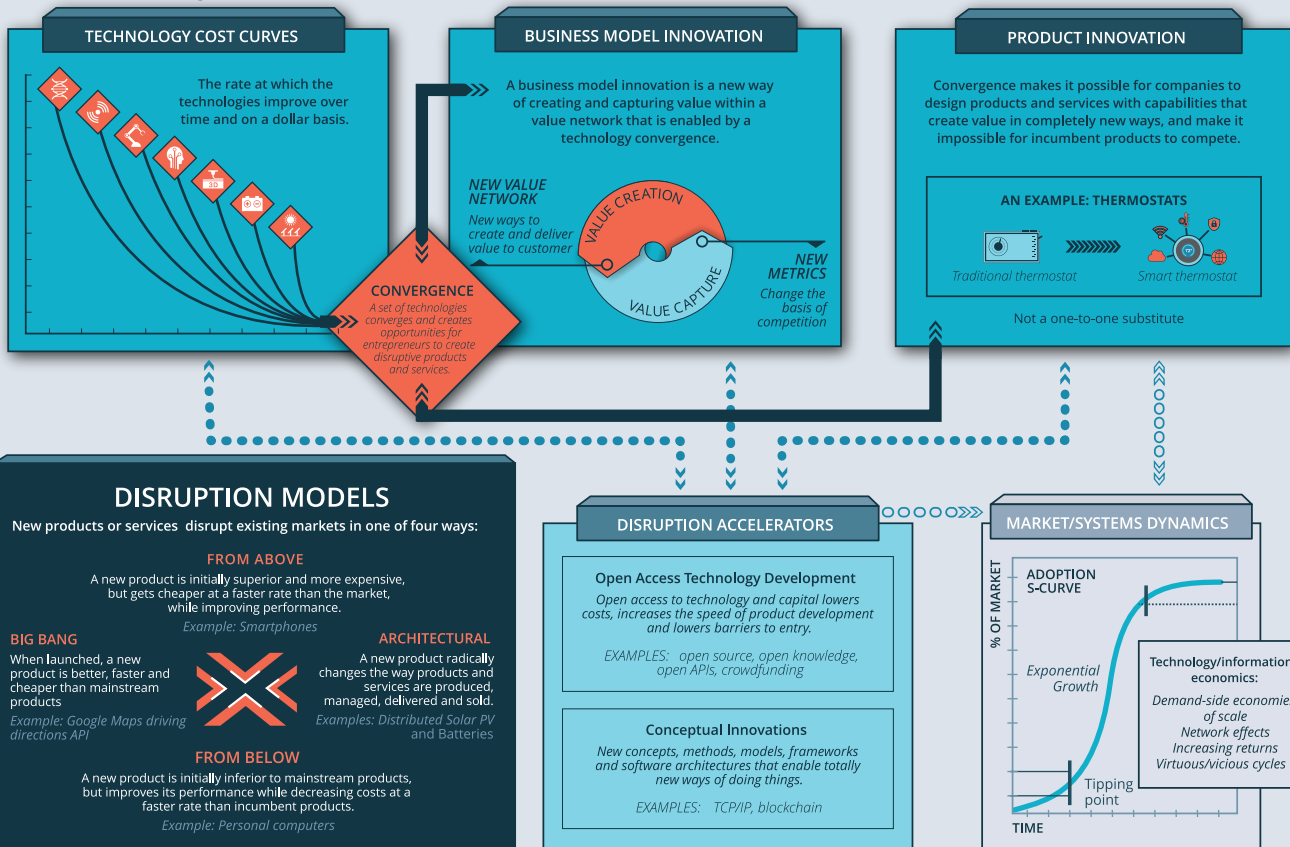 TECHNOLOGY COST CURVES
The rate at which the
technologies improve over
time and on a dollar basis.
3D
CONVERGENCE
A set of technologies
converges and creates
opportunities for
entrepreneurs to create
disruptive products
and services.
BUSINESS MODEL INNOVATION
A business model innovation is a new way
of creating and capturing value within a
value network that is enabled by a
technology convergence.
NEW VALUE
NETWORK
New ways to
create and deliver
value to customer
VALUE CREATION
VALUE CAPTURE
NEW
METRICS
Change the
basis of
competition
PRODUCT INNOVATION
Convergence makes it possible for companies to
design products and services with capabilities that
create value in completely new ways, and make it
impossible for incumbent products to compete.
AN EXAMPLE: THERMOSTATS
Traditional thermostat
Smart thermostat
Not a one-to-one substitute
DISRUPTION MODELS
New products or services disrupt existing markets in one of four ways:
FROM ABOVE
A new product is initially superior and more expensive,
but gets cheaper at a faster rate than the market,
while improving performance.
Example: Smartphones
BIG BANG
When launched, a new
product is better, faster and
cheaper than mainstream
products
Example: Google Maps driving
directions API
ARCHITECTURAL
A new product radically
changes the way products and
services are produced,
managed, delivered and sold.
Examples: Distributed Solar PV
and Batteries
FROM BELOW
A new product is initially inferior to mainstream products,
but improves its performance while decreasing costs at a
faster rate than incumbent products.
Example: Personal computers
DISRUPTION ACCELERATORS
Open Access Technology Development
Open access to technology and capital lowers
costs, increases the speed of product development
and lowers barriers to entry.
EXAMPLES: open source, open knowledge,
open APIs, crowdfunding
Conceptual Innovations
New concepts, methods, models, frameworks
and software architectures that enable totally
new ways of doing things.
EXAMPLES: TCP/IP, blockchain
MARKET/SYSTEMS DYNAMICS
% OF MARKET
ADOPTION
S-CURVE
Exponential
Growth
Tipping
point
TIME
Technology/information
economics:
Demand-side economies
of scale
Network effects
Increasing returns
Virtuous/vicious cycles